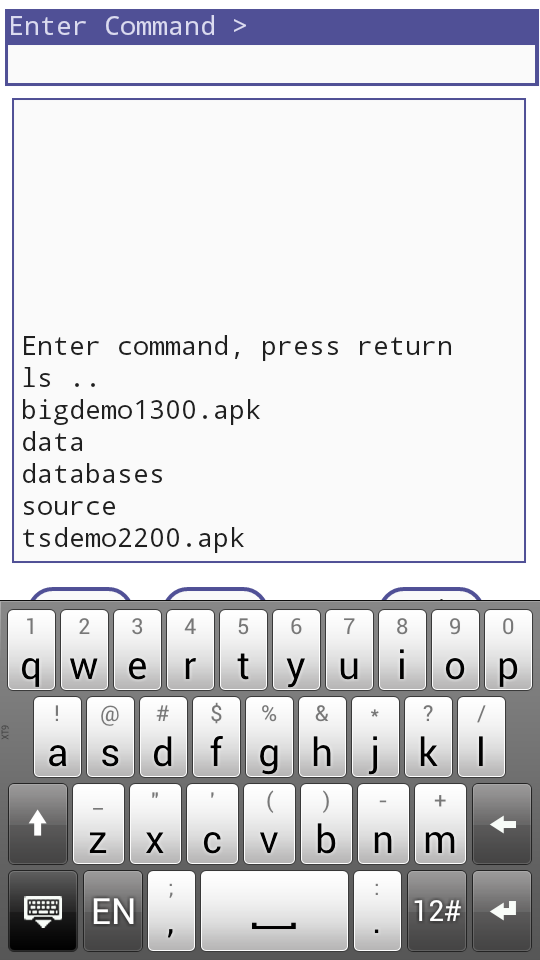 Enter Command >
Enter command, press return
ls ..
bigdemo1300.apk
data
databases
source
tsdemo2200.apk
1 2 3 4 5 6 7 8 9 0
q w e r t y u i o p
! @ # $ % & * ? /
a s d f g h j k l
XT9
_ " ' ( ) - +
z x c v b n m
; :
EN , . 12#